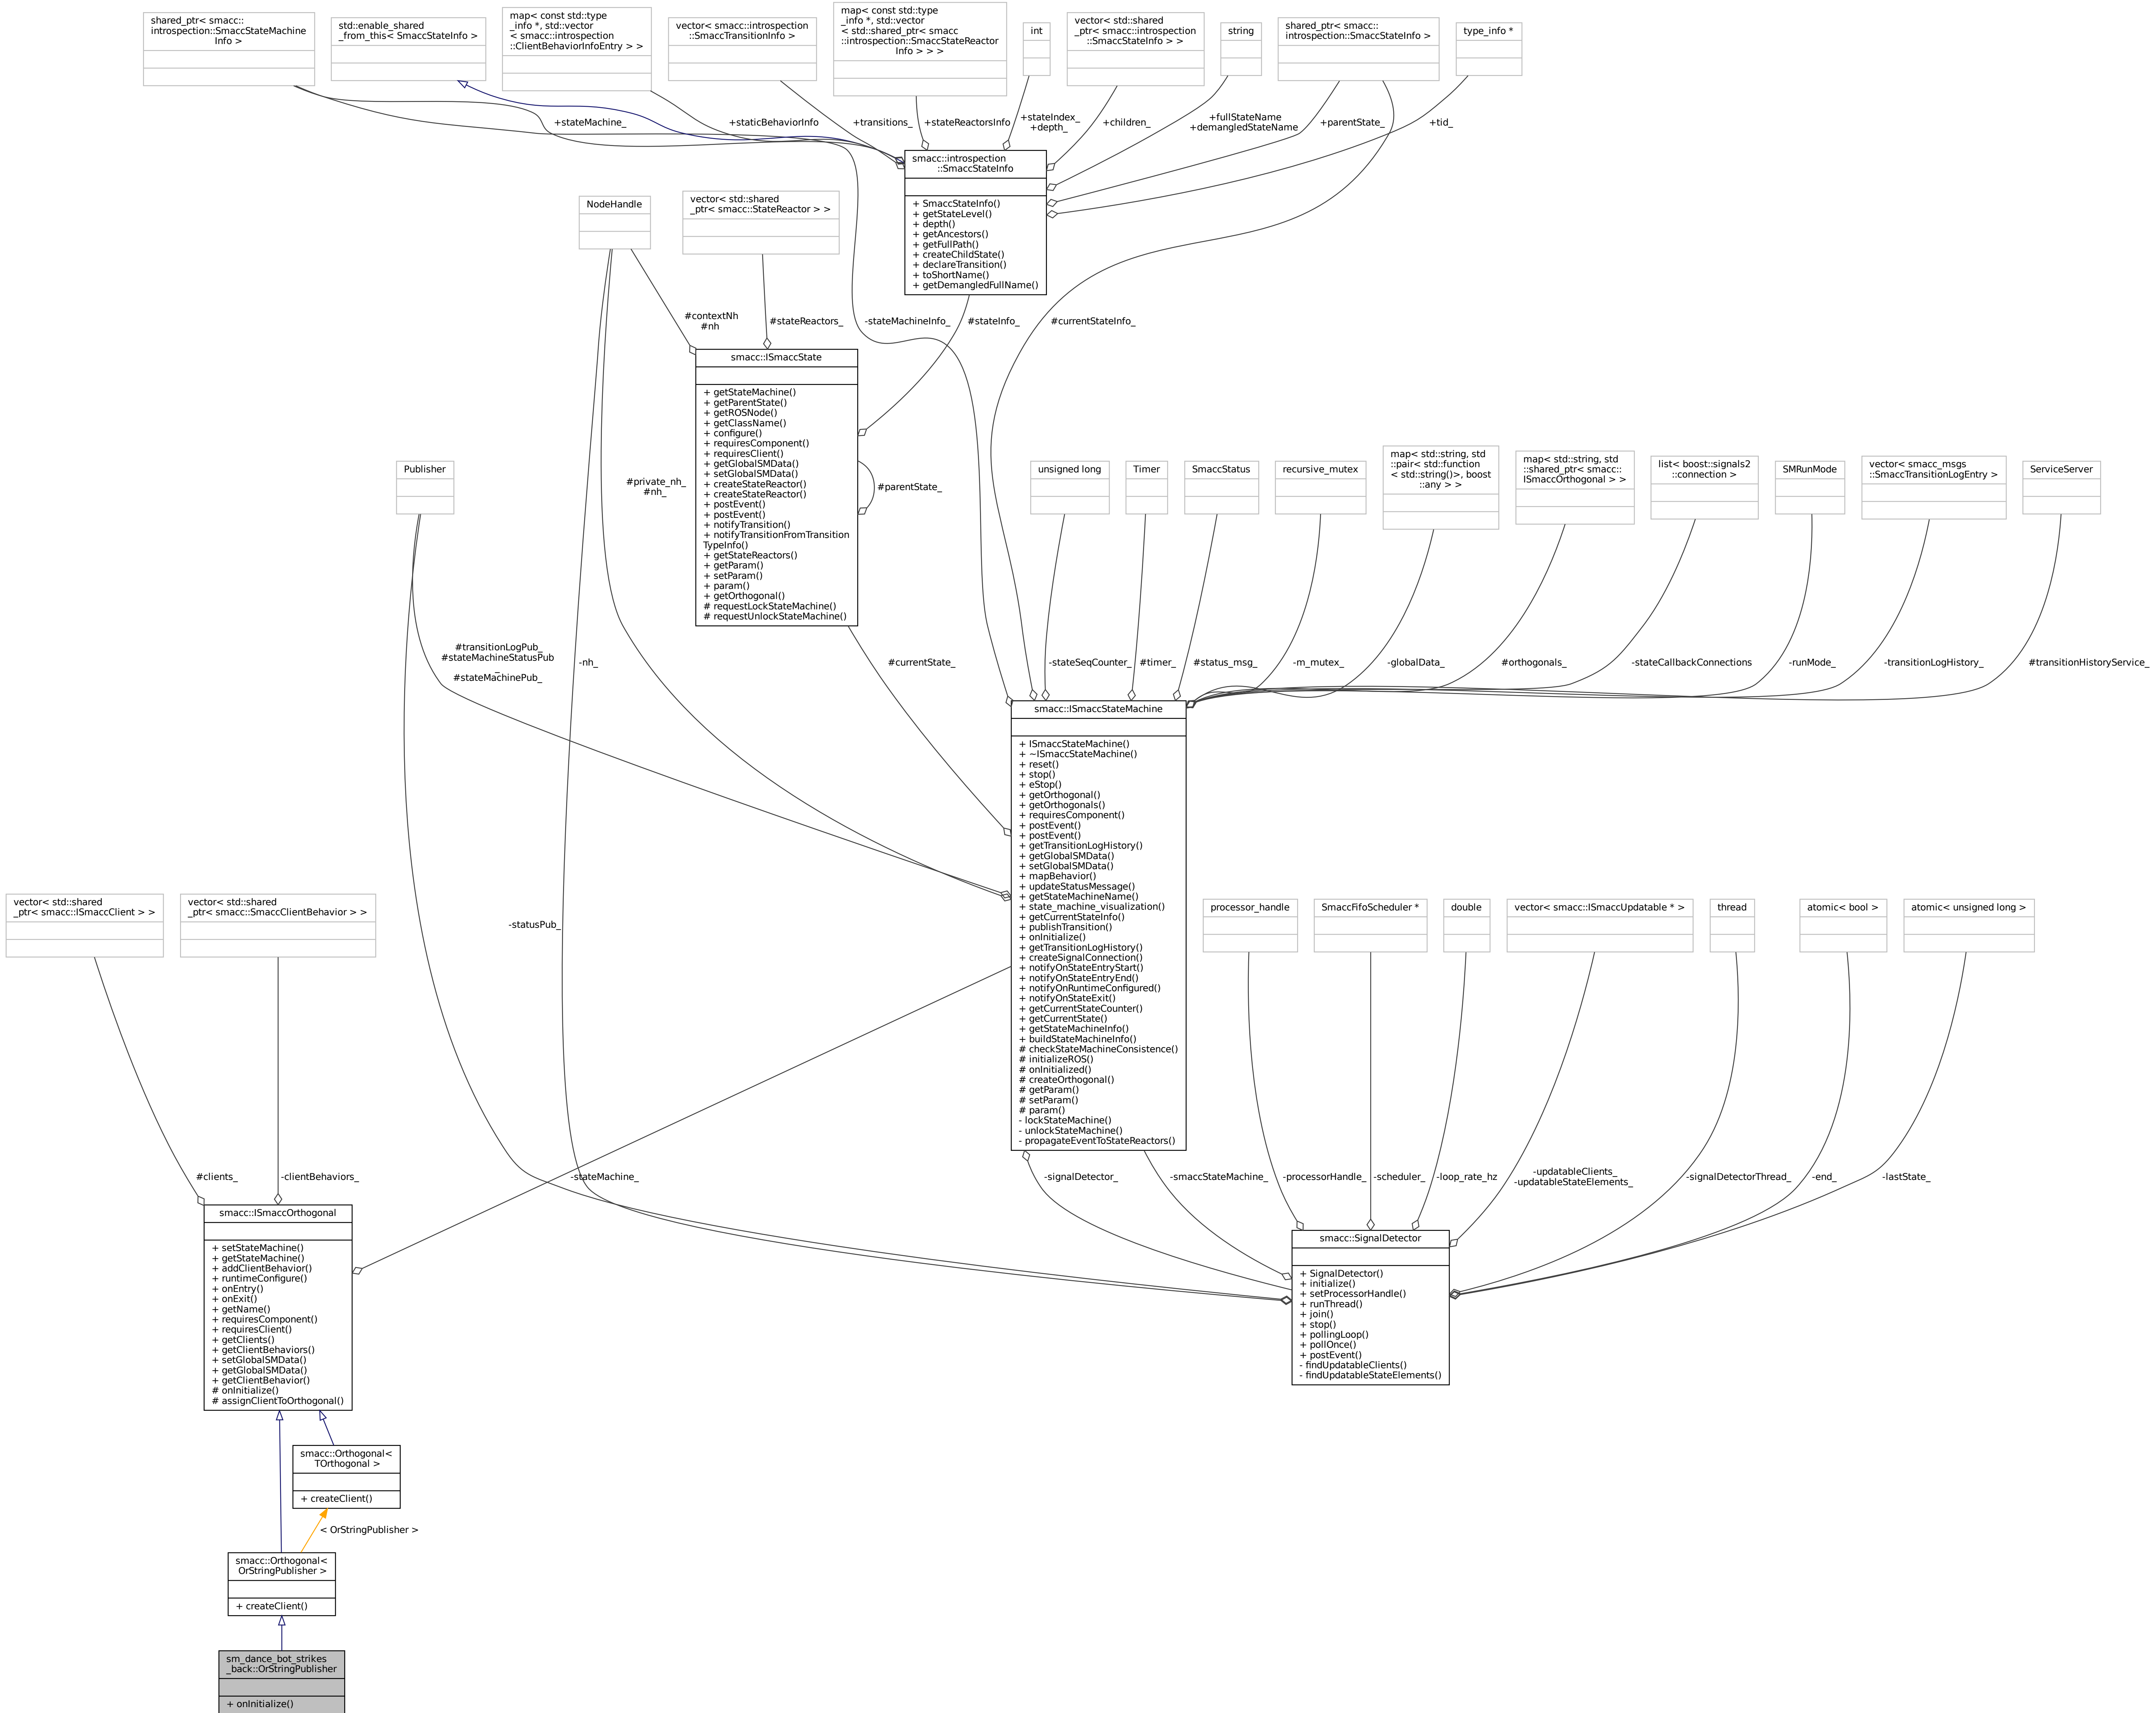 shared_ptr< smacc::
introspection::SmaccStateMachine
Info >
std::enable_shared
_from_this< SmaccStateInfo >
map< const std::type
_info *, std::vector
< smacc::introspection
::ClientBehaviorInfoEntry > >
vector< smacc::introspection
::SmaccTransitionInfo >
map< const std::type
_info *, std::vector
< std::shared_ptr< smacc
::introspection::SmaccStateReactor
Info > > >
int
vector< std::shared
_ptr< smacc::introspection
::SmaccStateInfo > >
string
shared_ptr< smacc::
introspection::SmaccStateInfo >
type_info *
+stateMachine_
+staticBehaviorInfo
+transitions_
+stateReactorsInfo
+stateIndex_
+depth_
+children_
+fullStateName
+demangledStateName
+parentState_
+tid_
smacc::introspection
::SmaccStateInfo
+ SmaccStateInfo()
+ getStateLevel()
+ depth()
+ getAncestors()
+ getFullPath()
+ createChildState()
+ declareTransition()
+ toShortName()
+ getDemangledFullName()
NodeHandle
vector< std::shared
_ptr< smacc::StateReactor > >
#contextNh
#nh
#stateReactors_
-stateMachineInfo_
#stateInfo_
#currentStateInfo_
smacc::ISmaccState
+ getStateMachine()
+ getParentState()
+ getROSNode()
+ getClassName()
+ configure()
+ requiresComponent()
+ requiresClient()
+ getGlobalSMData()
+ setGlobalSMData()
+ createStateReactor()
+ createStateReactor()
+ postEvent()
+ postEvent()
+ notifyTransition()
+ notifyTransitionFromTransition
TypeInfo()
+ getStateReactors()
+ getParam()
+ setParam()
+ param()
+ getOrthogonal()
# requestLockStateMachine()
# requestUnlockStateMachine()
#parentState_
Publisher
#private_nh_
#nh_
unsigned long
Timer
SmaccStatus
recursive_mutex
map< std::string, std
::pair< std::function
< std::string()>, boost
::any > >
map< std::string, std
::shared_ptr< smacc::
ISmaccOrthogonal > >
list< boost::signals2
::connection >
SMRunMode
vector< smacc_msgs
::SmaccTransitionLogEntry >
ServiceServer
#transitionLogPub_
#stateMachineStatusPub
_
#stateMachinePub_
-nh_
#currentState_
-stateSeqCounter_
#timer_
#status_msg_
-m_mutex_
-globalData_
#orthogonals_
-stateCallbackConnections
-runMode_
-transitionLogHistory_
#transitionHistoryService_
smacc::ISmaccStateMachine
+ ISmaccStateMachine()
+ ~ISmaccStateMachine()
+ reset()
+ stop()
+ eStop()
+ getOrthogonal()
+ getOrthogonals()
+ requiresComponent()
+ postEvent()
+ postEvent()
+ getTransitionLogHistory()
+ getGlobalSMData()
+ setGlobalSMData()
+ mapBehavior()
+ updateStatusMessage()
+ getStateMachineName()
+ state_machine_visualization()
+ getCurrentStateInfo()
+ publishTransition()
+ onInitialize()
+ getTransitionLogHistory()
+ createSignalConnection()
+ notifyOnStateEntryStart()
+ notifyOnStateEntryEnd()
+ notifyOnRuntimeConfigured()
+ notifyOnStateExit()
+ getCurrentStateCounter()
+ getCurrentState()
+ getStateMachineInfo()
+ buildStateMachineInfo()
# checkStateMachineConsistence()
# initializeROS()
# onInitialized()
# createOrthogonal()
# getParam()
# setParam()
# param()
- lockStateMachine()
- unlockStateMachine()
- propagateEventToStateReactors()
vector< std::shared
_ptr< smacc::ISmaccClient > >
vector< std::shared
_ptr< smacc::SmaccClientBehavior > >
-statusPub_
processor_handle
SmaccFifoScheduler *
double
vector< smacc::ISmaccUpdatable * >
thread
atomic< bool >
atomic< unsigned long >
#clients_
-clientBehaviors_
-stateMachine_
-signalDetector_
-smaccStateMachine_
-processorHandle_
-scheduler_
-loop_rate_hz
-updatableClients_
-updatableStateElements_
-signalDetectorThread_
-end_
-lastState_
smacc::ISmaccOrthogonal
+ setStateMachine()
+ getStateMachine()
+ addClientBehavior()
+ runtimeConfigure()
+ onEntry()
+ onExit()
+ getName()
+ requiresComponent()
+ requiresClient()
+ getClients()
+ getClientBehaviors()
+ setGlobalSMData()
+ getGlobalSMData()
+ getClientBehavior()
# onInitialize()
# assignClientToOrthogonal()
smacc::SignalDetector
+ SignalDetector()
+ initialize()
+ setProcessorHandle()
+ runThread()
+ join()
+ stop()
+ pollingLoop()
+ pollOnce()
+ postEvent()
- findUpdatableClients()
- findUpdatableStateElements()
smacc::Orthogonal<
TOrthogonal >
+ createClient()
< OrStringPublisher >
smacc::Orthogonal<
OrStringPublisher >
+ createClient()
sm_dance_bot_strikes
_back::OrStringPublisher
+ onInitialize()